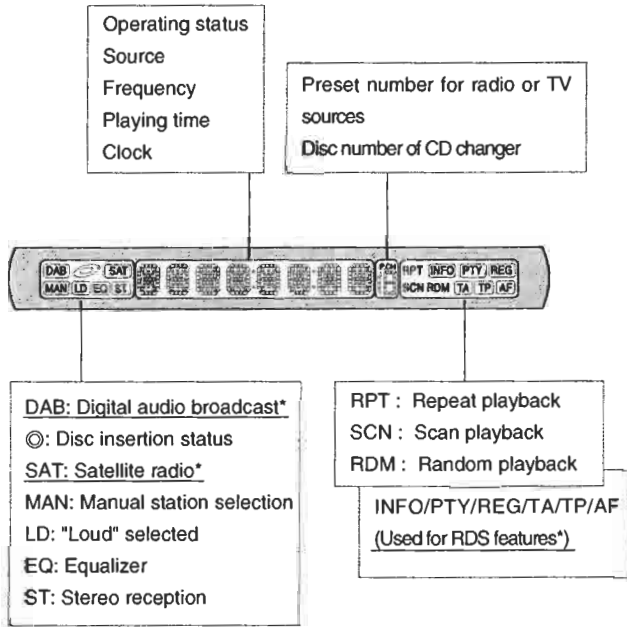 Operating status
Source
Frequency
Playing time
Clock
Preset number for radio or TV
sources
Disc number of CD changer
DAB SAT RPT INFO PTY REG
MAN LD EQ ST SCN RDM TA TP AF
DAB: Digital audio broadcast*
◎: Disc insertion status
SAT: Satellite radio*
MAN: Manual station selection
LD: "Loud" selected
EQ: Equalizer
ST: Stereo reception
RPT : Repeat playback
SCN : Scan playback
RDM : Random playback
INFO/PTY/REG/TA/TP/AF
(Used for RDS features*)